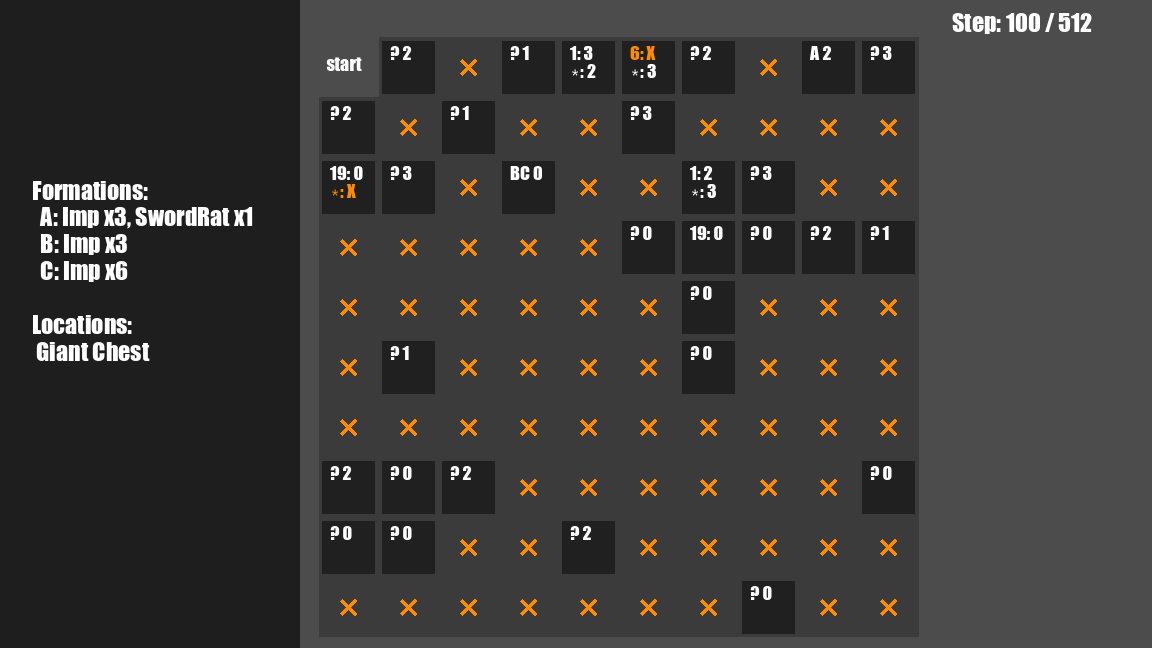 Step: 100 / 512
start ?2 ✕ ?1 1:3 6:X ?2 ✕ A 2 ?3
*:2 *:3
?2 ✕ ?1 ✕ ✕ ?3 ✕ ✕ ✕ ✕
19:0 ?3 ✕ BC 0 ✕ ✕ 1:2 ?3 ✕ ✕
*:X *:3
✕ ✕ ✕ ✕ ✕ ?0 19:0 ?0 ?2 ?1
✕ ✕ ✕ ✕ ✕ ✕ ?0 ✕ ✕ ✕
✕ ?1 ✕ ✕ ✕ ✕ ?0 ✕ ✕ ✕
✕ ✕ ✕ ✕ ✕ ✕ ✕ ✕ ✕ ✕
?2 ?0 ?2 ✕ ✕ ✕ ✕ ✕ ✕ ?0
?0 ?0 ✕ ✕ ?2 ✕ ✕ ✕ ✕ ✕
✕ ✕ ✕ ✕ ✕ ✕ ✕ ?0 ✕ ✕
Formations:
A: Imp x3, SwordRat x1
B: Imp x3
C: Imp x6
Locations:
Giant Chest